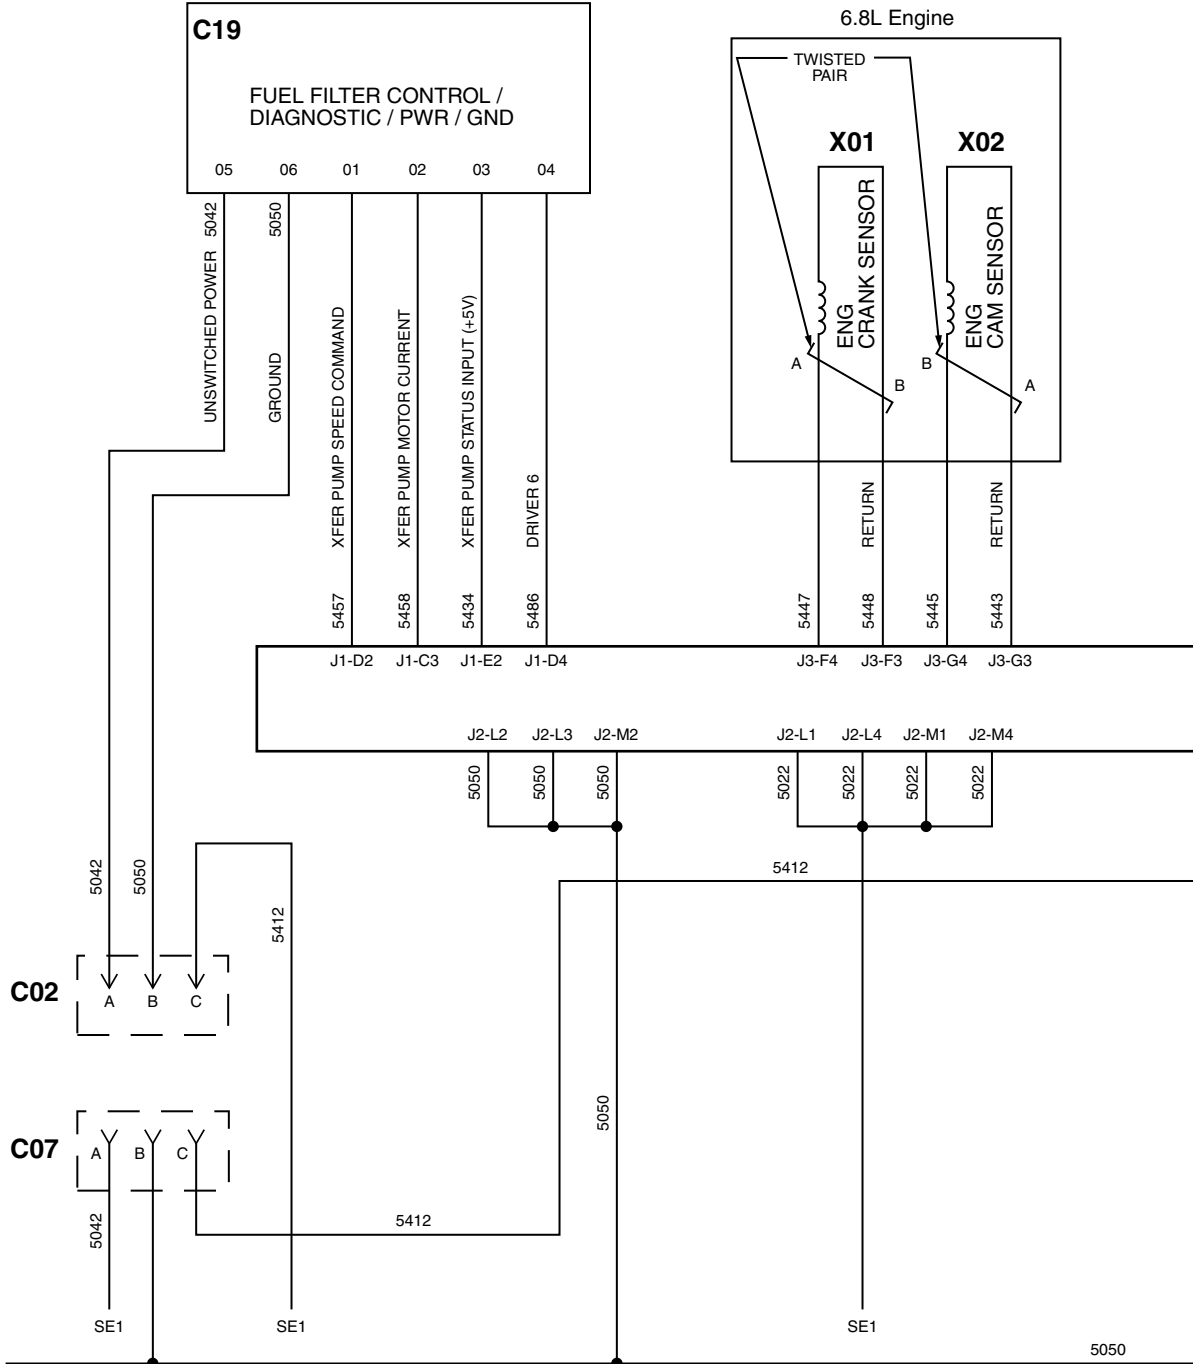 6.8L Engine
C19
FUEL FILTER CONTROL /
DIAGNOSTIC / PWR / GND
05 06 01 02 03 04
TWISTED
PAIR
X01 X02
ENG
CRANK SENSOR
ENG
CAM SENSOR
A B B A
5042 5050
UNSWITCHED POWER
GROUND
XFER PUMP SPEED COMMAND
XFER PUMP MOTOR CURRENT
XFER PUMP STATUS INPUT (+5V)
DRIVER 6
RETURN RETURN
5457 5458 5434 5486 5447 5448 5445 5443
J1-D2 J1-C3 J1-E2 J1-D4 J3-F4 J3-F3 J3-G4 J3-G3
J2-L2 J2-L3 J2-M2 J2-L1 J2-L4 J2-M1 J2-M4
5050 5050 5050 5022 5022 5022 5022
5412
5042 5050 5412
C02
A B C
5050
C07
A B C
5042
5412
SE1 SE1 SE1
5050